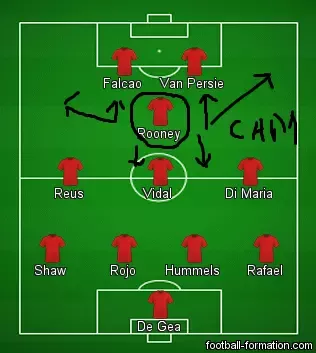 Falcao Van Persie
Rooney
CAM
Reus Vidal Di Maria
Shaw Rojo Hummels Rafael
De Gea
football-formation.com